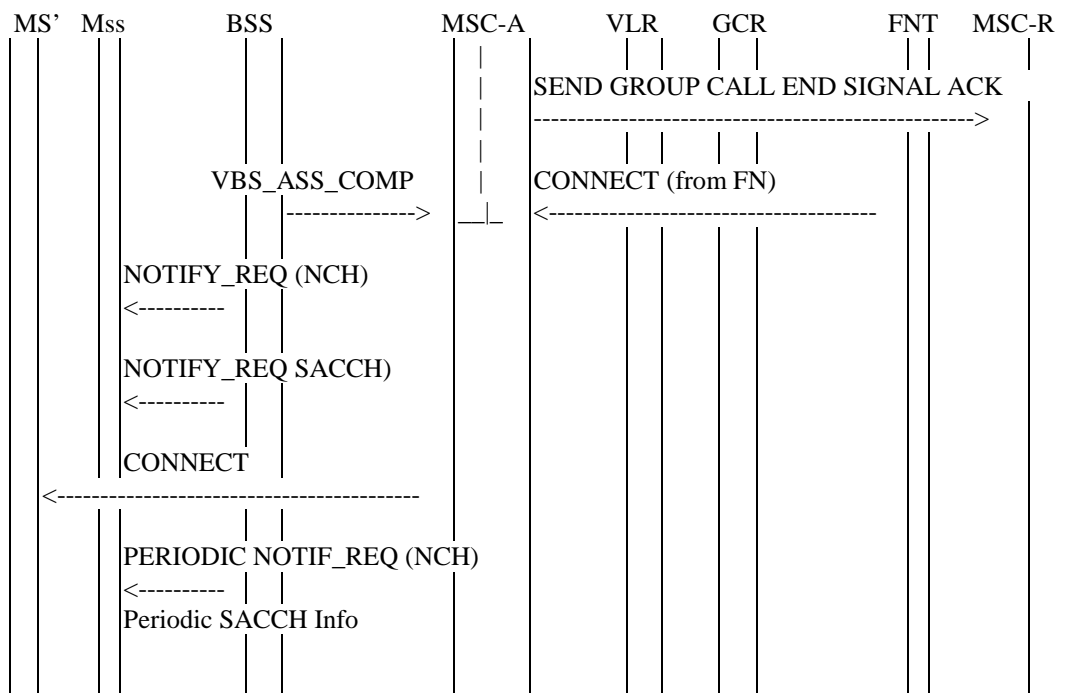 MS’ Mss BSS MSC-A VLR GCR FNT MSC-R
SEND GROUP CALL END SIGNAL ACK
VBS_ASS_COMP CONNECT (from FN)
NOTIFY_REQ (NCH)
NOTIFY_REQ SACCH)
CONNECT
PERIODIC NOTIF_REQ (NCH)
Periodic SACCH Info